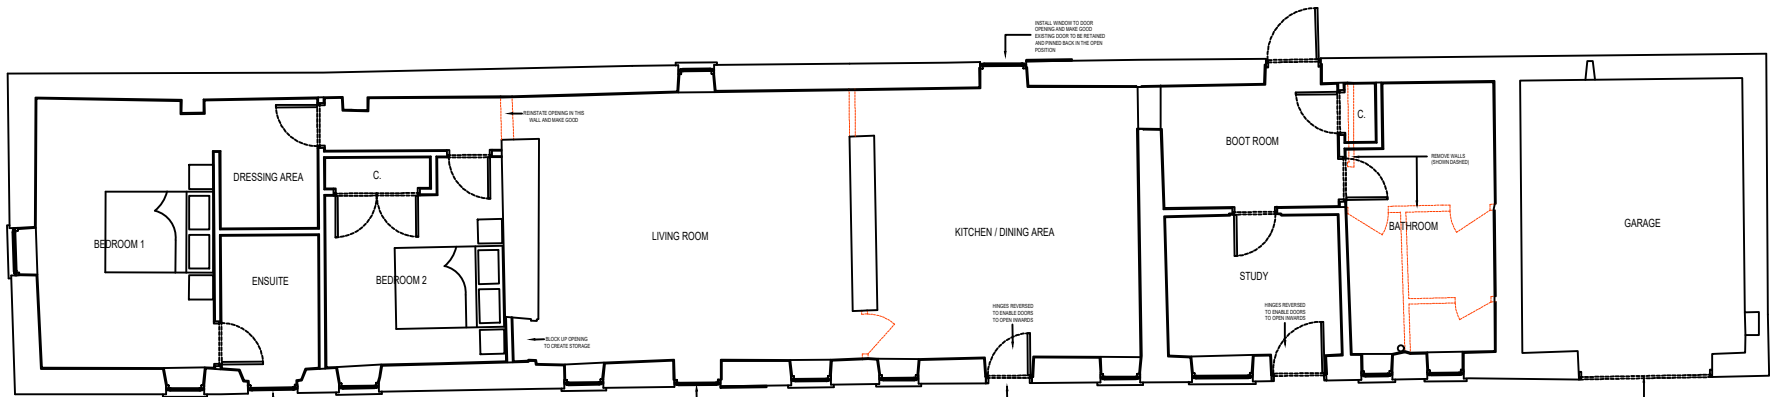 INSTALL WINDOW TO DOOR
OPENING AND MAKE GOOD
EXISTING DOOR TO BE RETAINED
AND PINNED BACK IN THE OPEN
POSITION
REINSTATE OPENING IN THIS
WALL AND MAKE GOOD
C.
BOOT ROOM
REMOVE WALLS
(SHOWN DASHED)
DRESSING AREA
C.
BEDROOM 1
LIVING ROOM
KITCHEN / DINING AREA
BATHROOM
GARAGE
ENSUITE
BEDROOM 2
STUDY
HINGES REVERSED
TO ENABLE DOORS
TO OPEN INWARDS
HINGES REVERSED
TO ENABLE DOORS
TO OPEN INWARDS
BLOCK UP OPENING
TO CREATE STORAGE